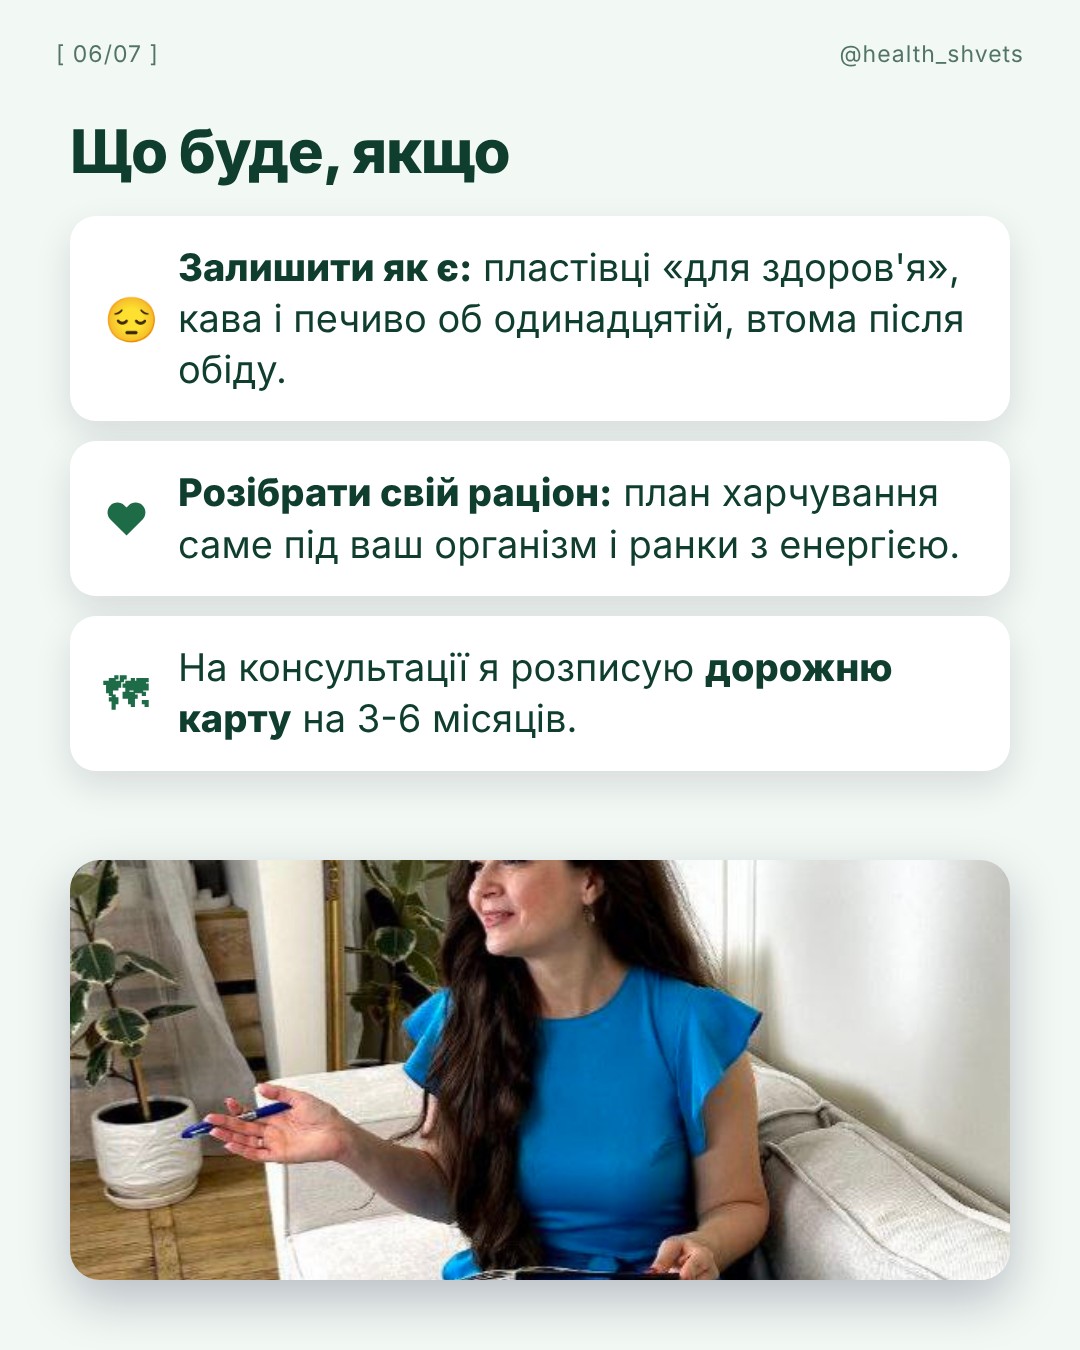 [ 06/07 ]
@health_shvets
Що буде, якщо
Залишити як є: пластівці «для здоров'я»,
кава і печиво об одинадцятій, втома після
обіду.
Розібрати свій раціон: план харчування
саме під ваш організм і ранки з енергією.
На консультації я розписую дорожню
карту на 3-6 місяців.